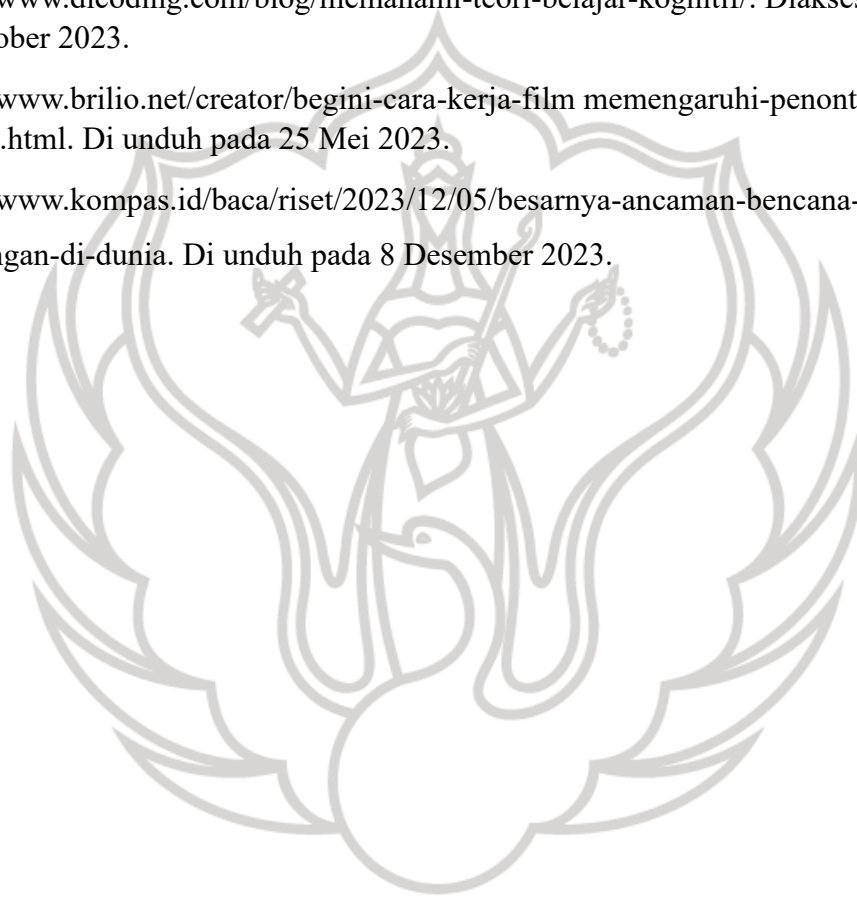 www.dicoding.com/blog/memahami-teori-belajar-kognitif/. Diakses
ober 2023.
www.brilio.net/creator/begini-cara-kerja-film memengaruhi-penont
.html. Di unduh pada 25 Mei 2023.
www.kompas.id/baca/riset/2023/12/05/besarnya-ancaman-bencana-
ngan-di-dunia. Di unduh pada 8 Desember 2023.